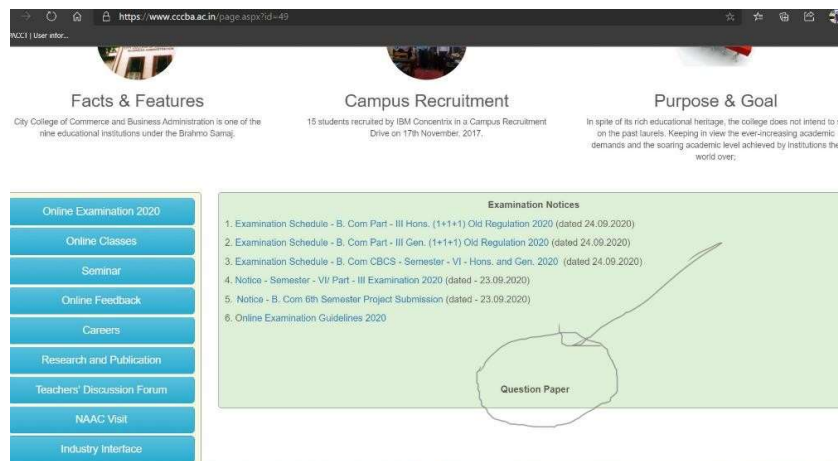 https://www.cccba.ac.in/page.aspx?id=49
Facts & Features
City College of Commerce and Business Administration is one of the
nine educational institutions under the Brahmo Samaj.
Campus Recruitment
15 students recruited by IBM Concentrix in a Campus Recruitment
Drive on 17th November, 2017.
Purpose & Goal
In spite of its rich educational heritage, the college does not intend to
on the past laurels. Keeping in view the ever-increasing academic
demands and the soaring academic level achieved by institutions the
world over;
Online Examination 2020
Online Classes
Seminar
Online Feedback
Careers
Research and Publication
Teachers' Discussion Forum
NAAC Visit
Industry Interface
Examination Notices
1. Examination Schedule - B. Com Part - III Hons. (1+1+1) Old Regulation 2020 (dated 24.09.2020)
2. Examination Schedule - B. Com Part - III Gen. (1+1+1) Old Regulation 2020 (dated 24.09.2020)
3. Examination Schedule - B. Com CBCS - Semester - VI - Hons. and Gen. 2020 (dated 24.09.2020)
4. Notice - Semester - VI/ Part - III Examination 2020 (dated - 23.09.2020)
5. Notice - B. Com 6th Semester Project Submission (dated - 23.09.2020)
6. Online Examination Guidelines 2020
Question Paper